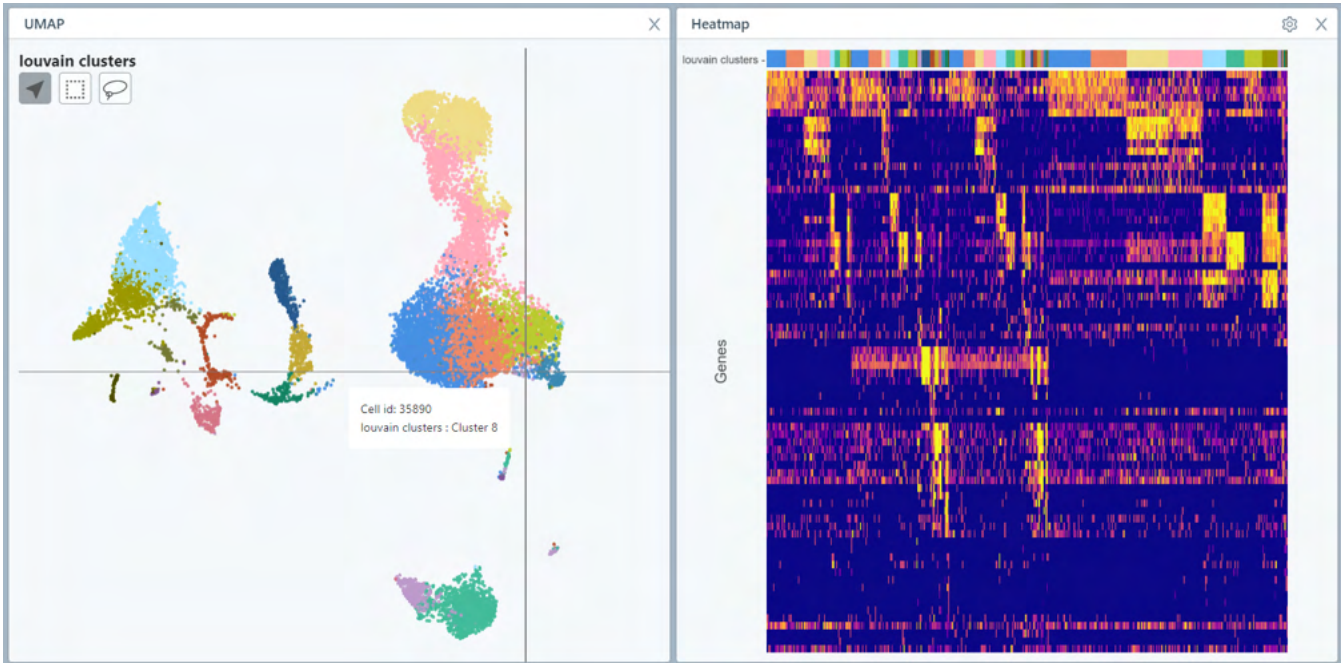 UMAP
louvain clusters
Cell id: 35890
louvain clusters : Cluster 8
Heatmap
louvain clusters -
Genes